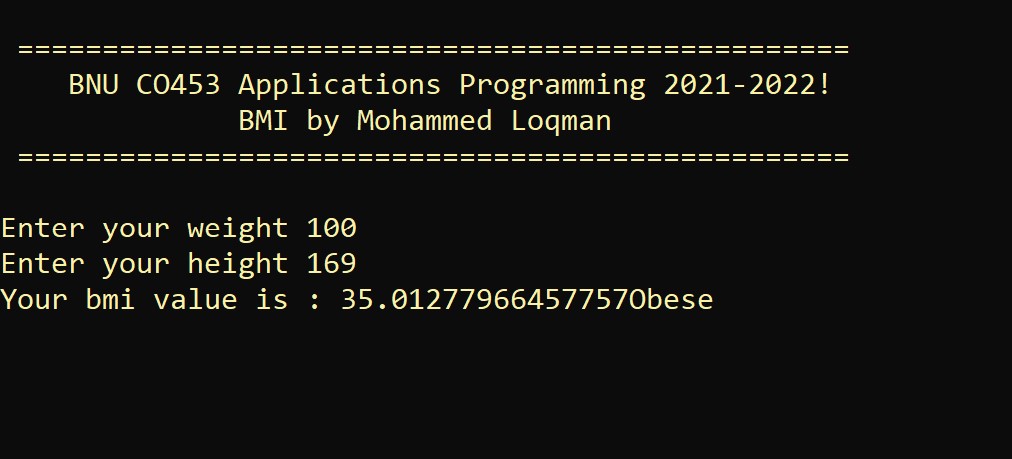 =================================================
BNU CO453 Applications Programming 2021-2022!
BMI by Mohammed Loqman
=================================================
Enter your weight 100
Enter your height 169
Your bmi value is : 35.01277966457757Obese